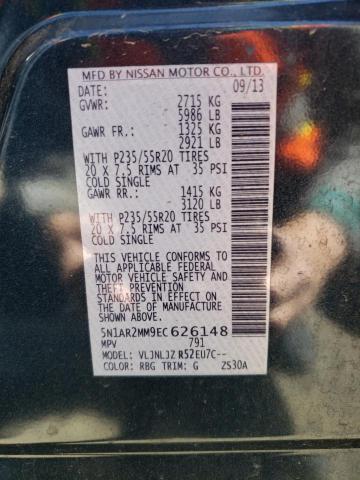 MFD BY NISSAN MOTOR CO., LTD.
DATE: 09/13
GVWR: 2715 KG
5986 LB
GAWR FR.: 1325 KG
2921 LB
WITH P235/55R20 TIRES
20 X 7.5 RIMS AT 35 PSI
COLD SINGLE
GAWR RR.: 1415 KG
3120 LB
WITH P235/55R20 TIRES
20 X 7.5 RIMS AT 35 PSI
COLD SINGLE
THIS VEHICLE CONFORMS TO
ALL APPLICABLE FEDERAL
MOTOR VEHICLE SAFETY AND
THEFT PREVENTION
STANDARDS IN EFFECT ON
THE DATE OF MANUFACTURE
SHOWN ABOVE.
5N1AR2MM9EC626148
MPV 791
MODEL: VLJNLJZ R52EU7C--
COLOR: RBG TRIM: G ZS30A